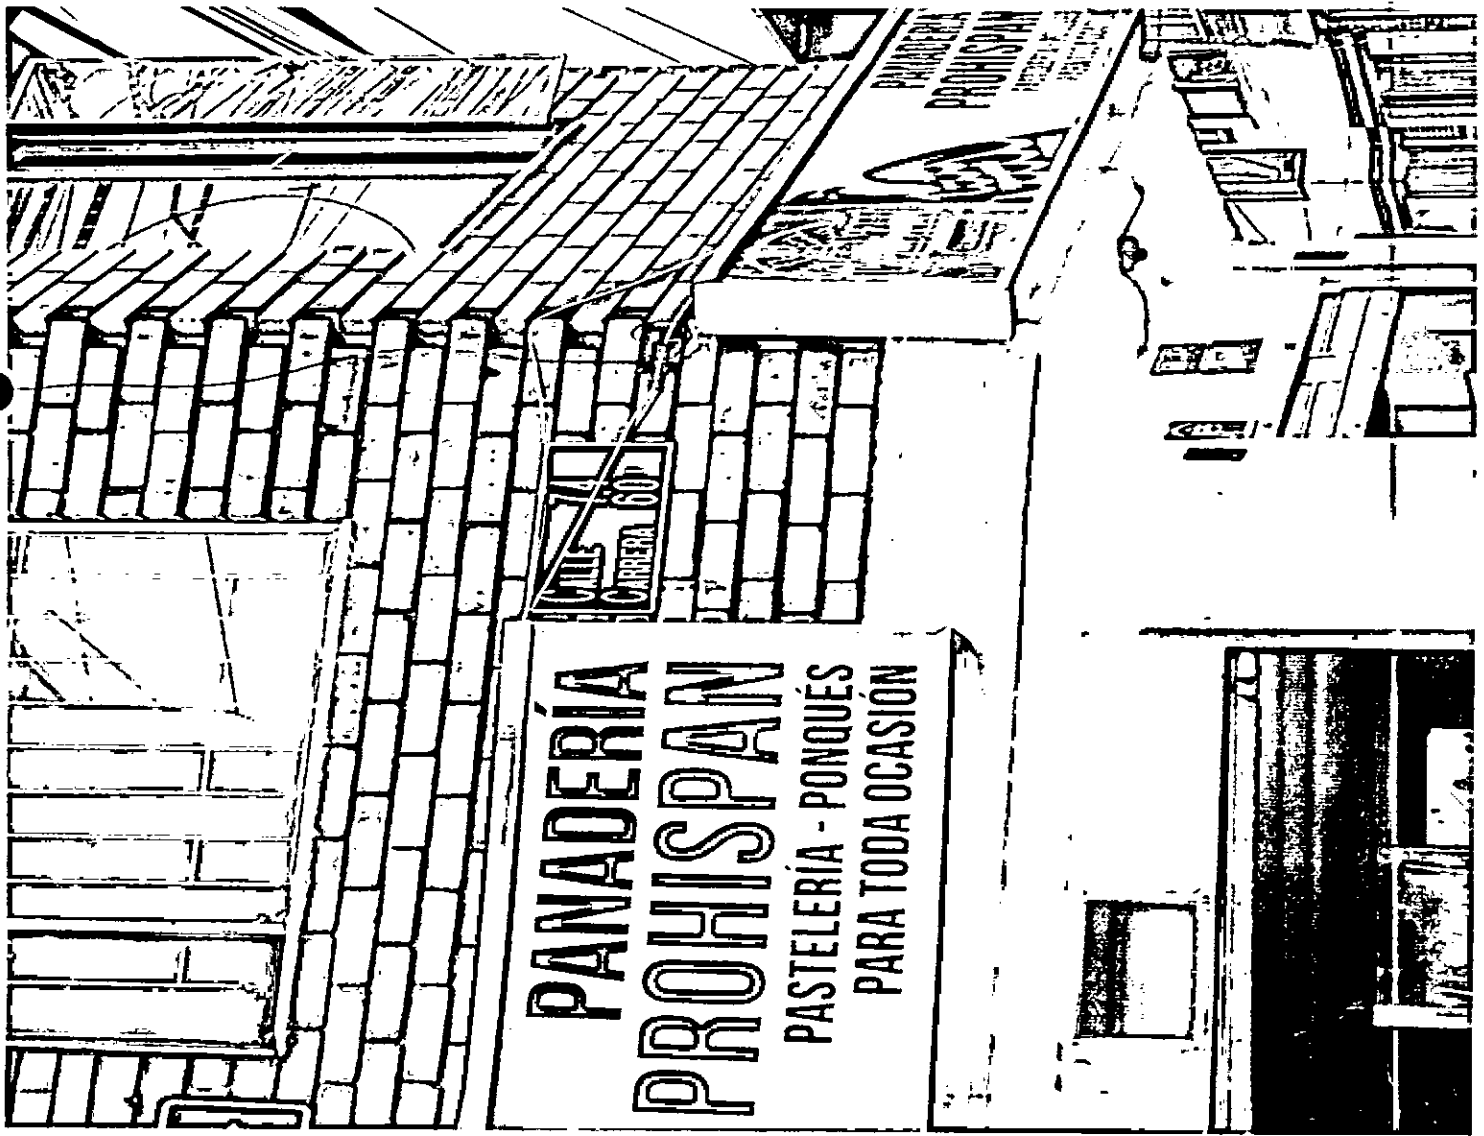 PANADERÍA
PROHISPAN
PASTELERÍA - PONQUÉS
PARA TODA OCASIÓN
CALLE 74
CARRERA 60
PANADERÍA
PROHISPAN